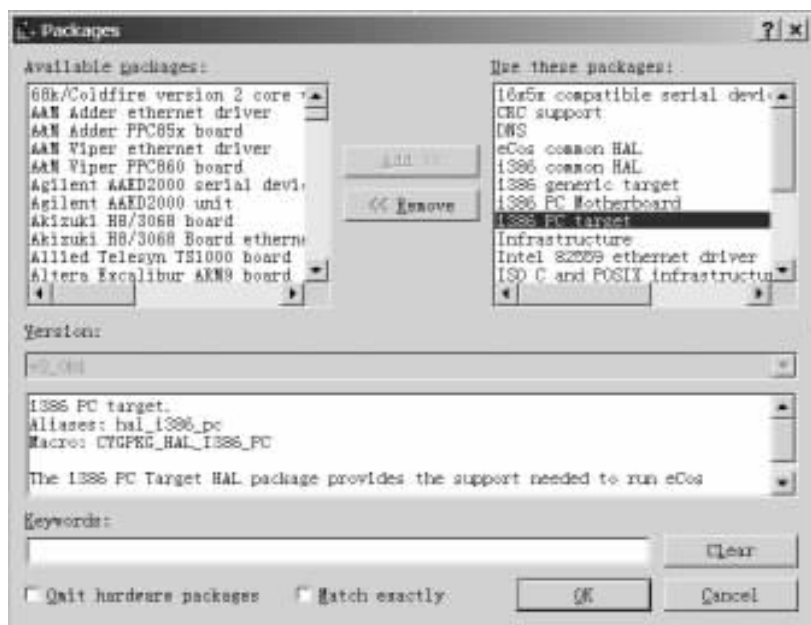 Packages
Available packages:
68k/Coldfire version 2 core
A&M Adder ethernet driver
A&M Adder PPC85x board
A&M Viper ethernet driver
A&M Viper PPC860 board
Agilent AAED2000 serial devi
Agilent AAED2000 unit
Akizuki H8/3068 board
Akizuki H8/3068 Board etherne
Allied Telesyn TS1000 board
Altera Excalibur ARM9 board
Add >>
<< Remove
Use these packages:
16x5x compatible serial devi
CRC support
DNS
eCos common HAL
i386 common HAL
i386 generic target
i386 PC Motherboard
i386 PC target
Infrastructure
Intel 82559 ethernet driver
ISO C and POSIX infrastructu
Version:
i386 PC target.
Aliases: hal_i386_pc
Macro: CYGPKG_HAL_I386_PC
The i386 PC Target HAL package provides the support needed to run eCos
Keywords:
Clear
Omit hardware packages
Match exactly
OK
Cancel